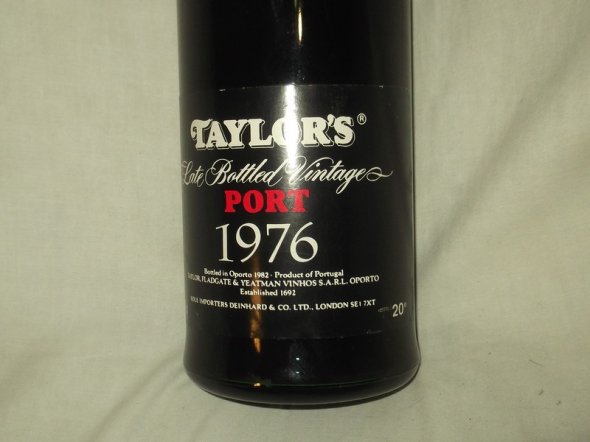 TAYLOR'S®
Late Bottled Vintage
PORT
1976
Bottled in Oporto 1982 · Product of Portugal
TAYLOR, FLADGATE & YEATMAN VINHOS S.A.R.L. OPORTO
Established 1692
SOLE IMPORTERS DEINHARD & CO. LTD., LONDON SE1 7XT
20°